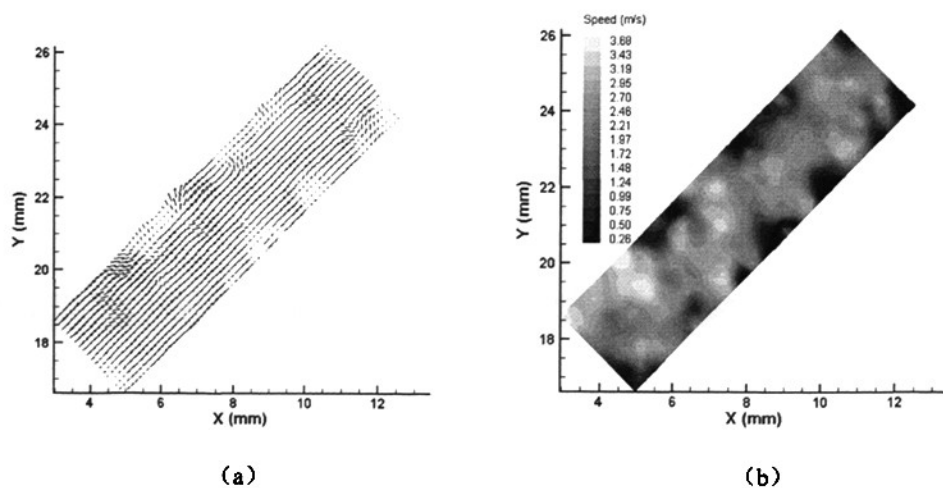 26
24
22
20
18
Y (mm)
4 6 8 10 12
X (mm)
(a)
Speed (m/s)
3.68
3.43
3.19
2.95
2.70
2.46
2.21
1.97
1.72
1.48
1.24
0.99
0.75
0.50
0.26
26
24
22
20
18
Y (mm)
4 6 8 10 12
X (mm)
(b)